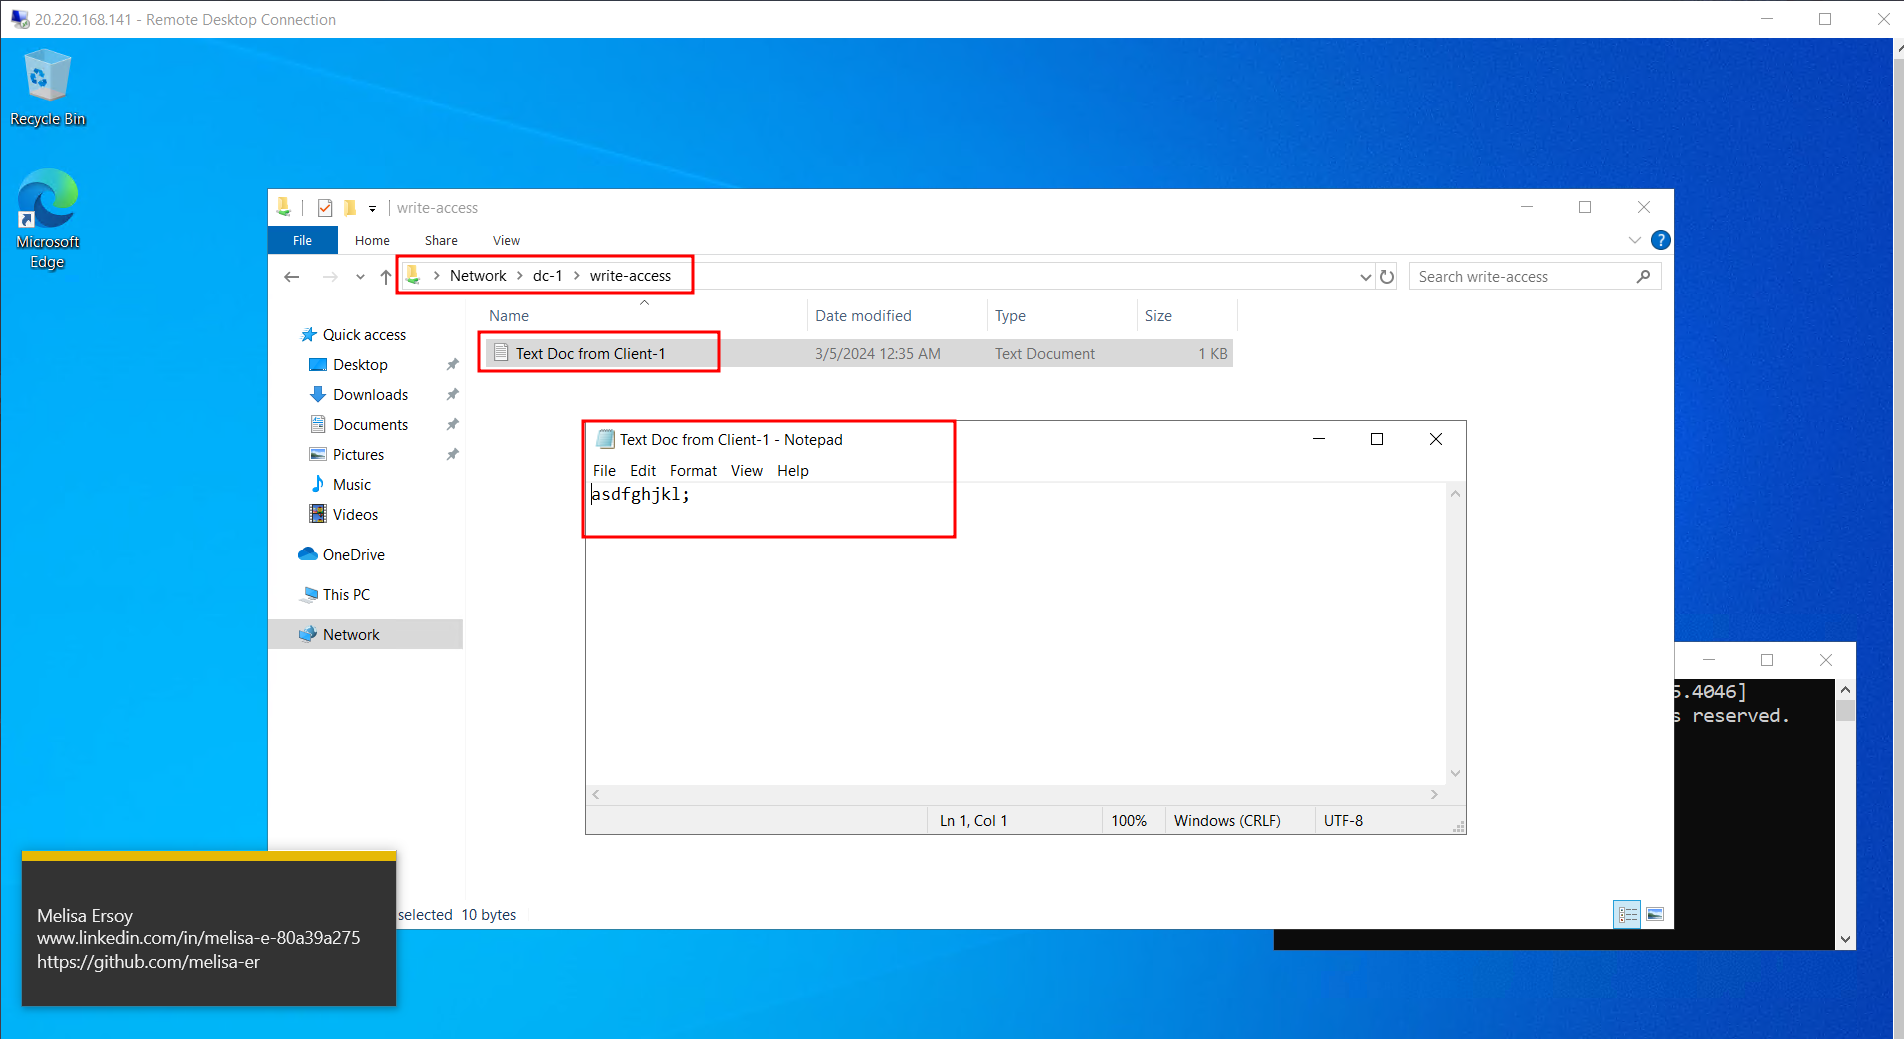 20.220.168.141 - Remote Desktop Connection
Recycle Bin
Microsoft
Edge
write-access
File Home Share View
?
Network > dc-1 > write-access
Search write-access
Name Date modified Type Size
Text Doc from Client-1 3/5/2024 12:35 AM Text Document 1 KB
Quick access
Desktop
Downloads
Documents
Pictures
Music
Videos
OneDrive
This PC
Network
Text Doc from Client-1 - Notepad
File Edit Format View Help
asdfghjkl;
Ln 1, Col 1 100% Windows (CRLF) UTF-8
5.4046]
s reserved.
selected 10 bytes
Melisa Ersoy
www.linkedin.com/in/melisa-e-80a39a275
https://github.com/melisa-er